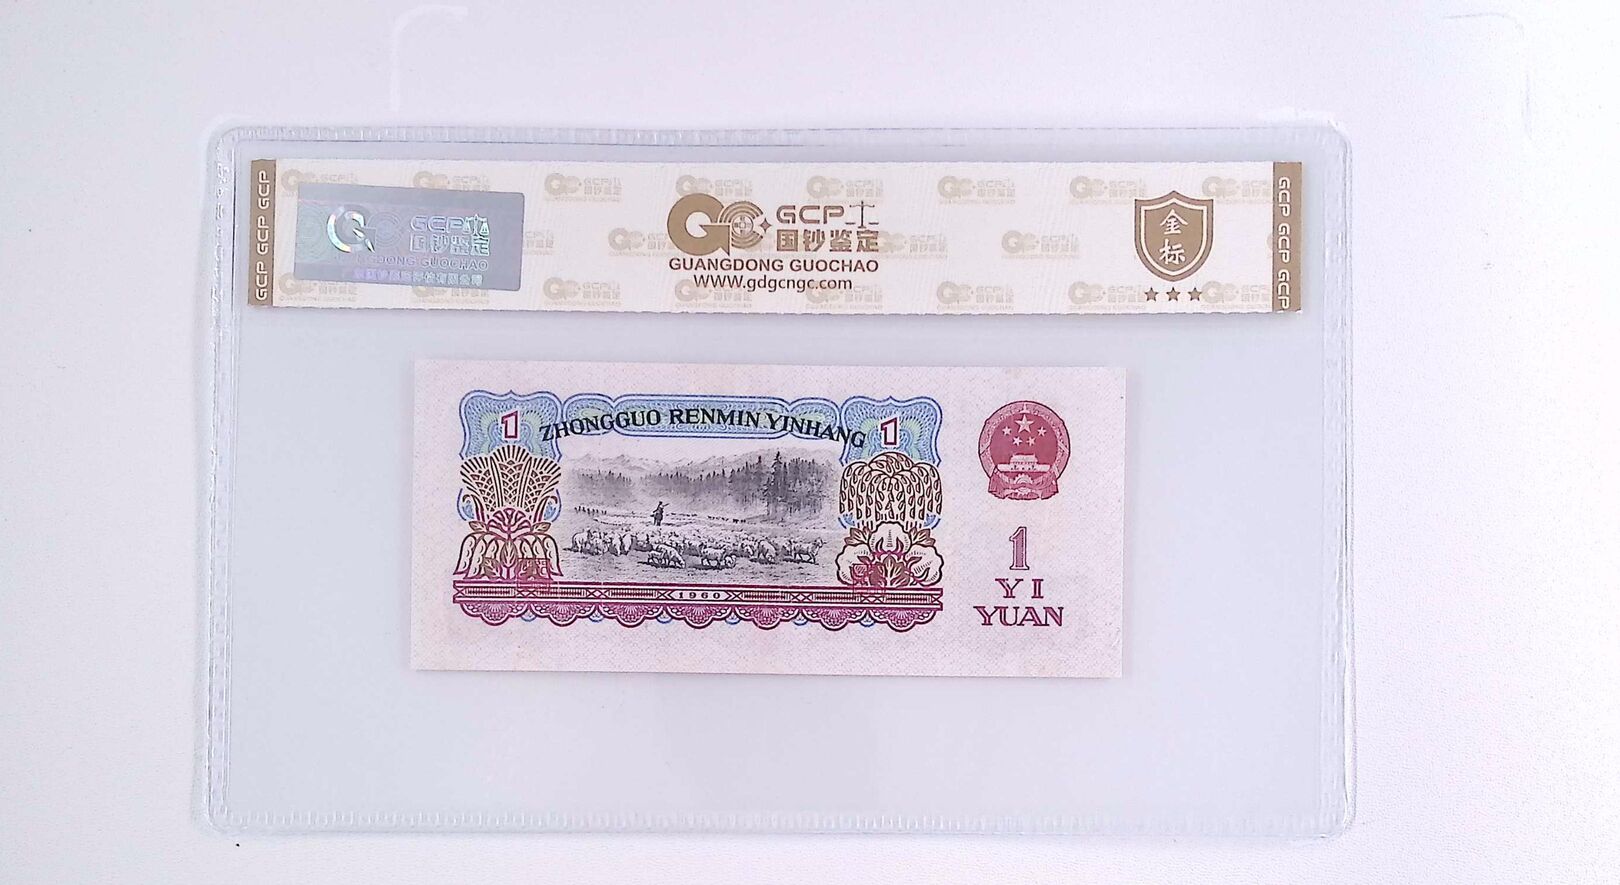 GCP GCP GCP
GCP
国钞鉴定
GUANGDONG GUOCHAO
GCP
国钞鉴定
GUANGDONG GUOCHAO
WWW.gdgcngc.com
金
标
GCP GCP GCP
1 ZHONGGUO RENMIN YINHANG 1
1960
1
YI
YUAN